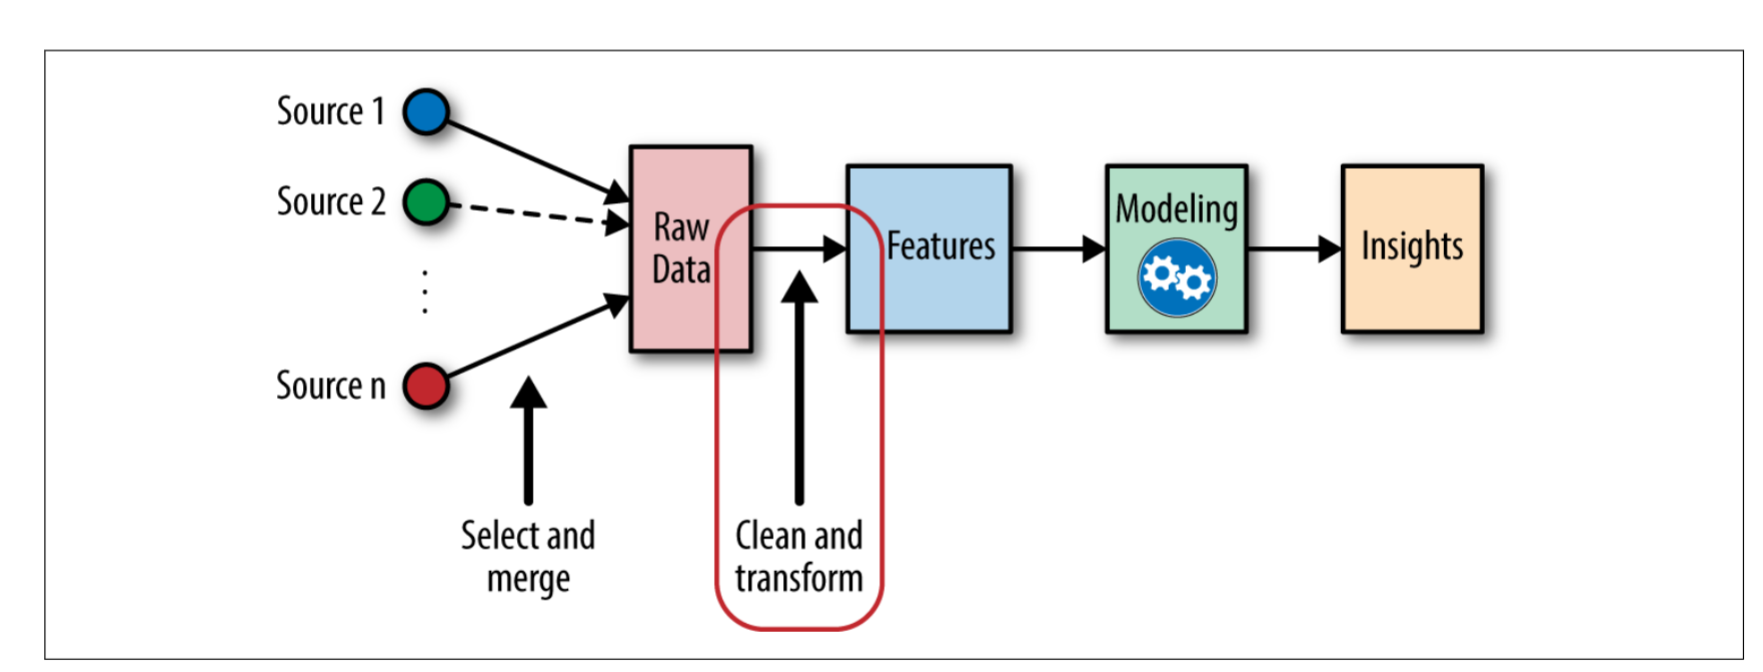 Source 1
Source 2
Source n
Select and
merge
Raw
Data
Clean and
transform
Features
Modeling
Insights